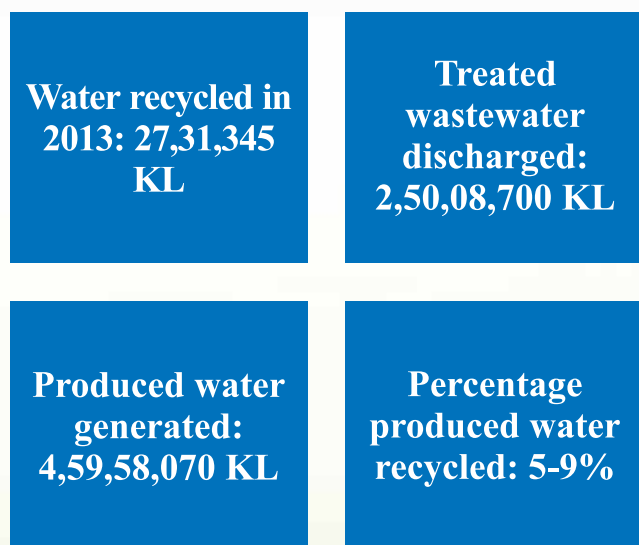 Water recycled in
2013: 27,31,345
KL
Treated
wastewater
discharged:
2,50,08,700 KL
Produced water
generated:
4,59,58,070 KL
Percentage
produced water
recycled: 5-9%